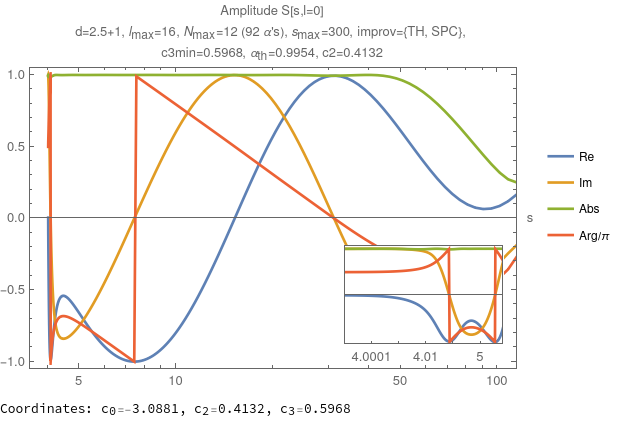 Amplitude S[s,l=0]
d=2.5+1, lmax=16, Nmax=12 (92 α's), smax=300, improv={TH, SPC},
c3min=0.5968, αth=0.9954, c2=0.4132
1.0
0.5
0.0
-0.5
-1.0
5
10
50
100
s
4.0001
4.01
5
Re
Im
Abs
Arg/π
Coordinates: c0=-3.0881, c2=0.4132, c3=0.5968